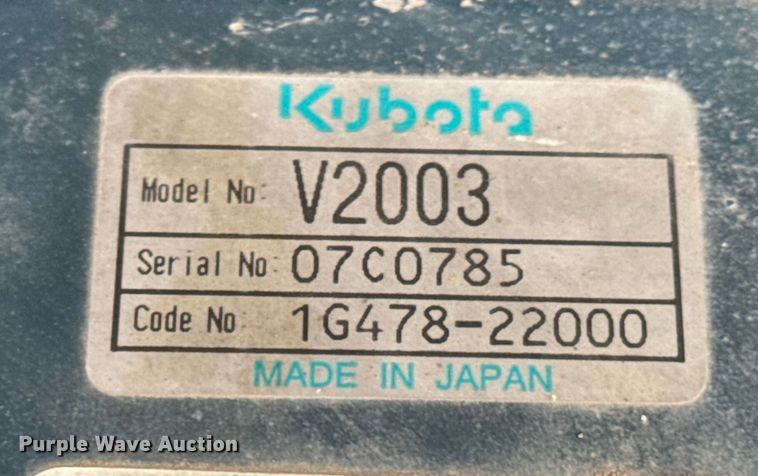 Kubota
Model No: V2003
Serial No: 07C0785
Code No 1G478-22000
MADE IN JAPAN
Purple Wave Auction